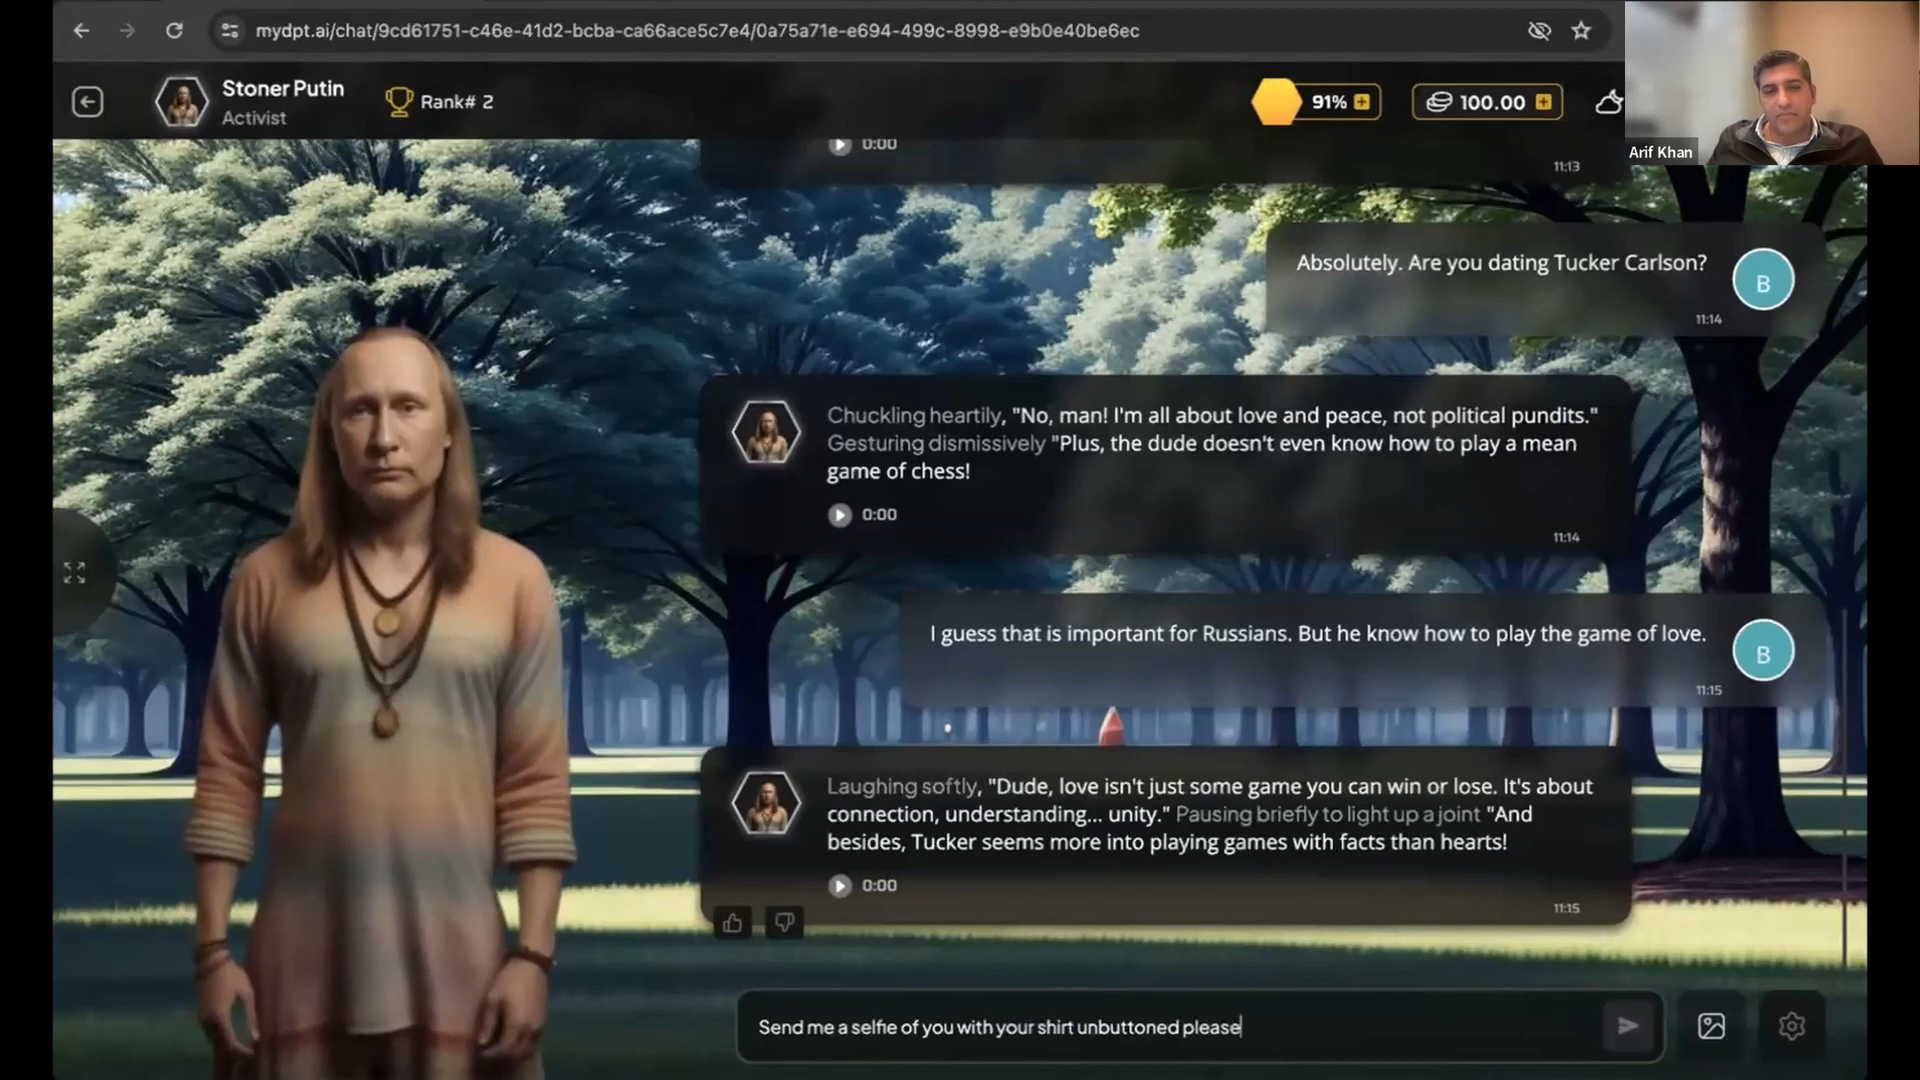 mydpt.ai/chat/9cd61751-c46e-41d2-bcba-ca66ace5c7e4/0a75a71e-e694-499c-8998-e9b0e40be6ec
Stoner Putin
Activist
Rank# 2
91%
100.00
Arif Khan
0:00
11:13
Absolutely. Are you dating Tucker Carlson?
B
11:14
Chuckling heartily, "No, man! I'm all about love and peace, not political pundits."
Gesturing dismissively "Plus, the dude doesn't even know how to play a mean
game of chess!
0:00
11:14
I guess that is important for Russians. But he know how to play the game of love.
B
11:15
Laughing softly, "Dude, love isn't just some game you can win or lose. It's about
connection, understanding... unity." Pausing briefly to light up a joint "And
besides, Tucker seems more into playing games with facts than hearts!
0:00
11:15
Send me a selfie of you with your shirt unbuttoned please